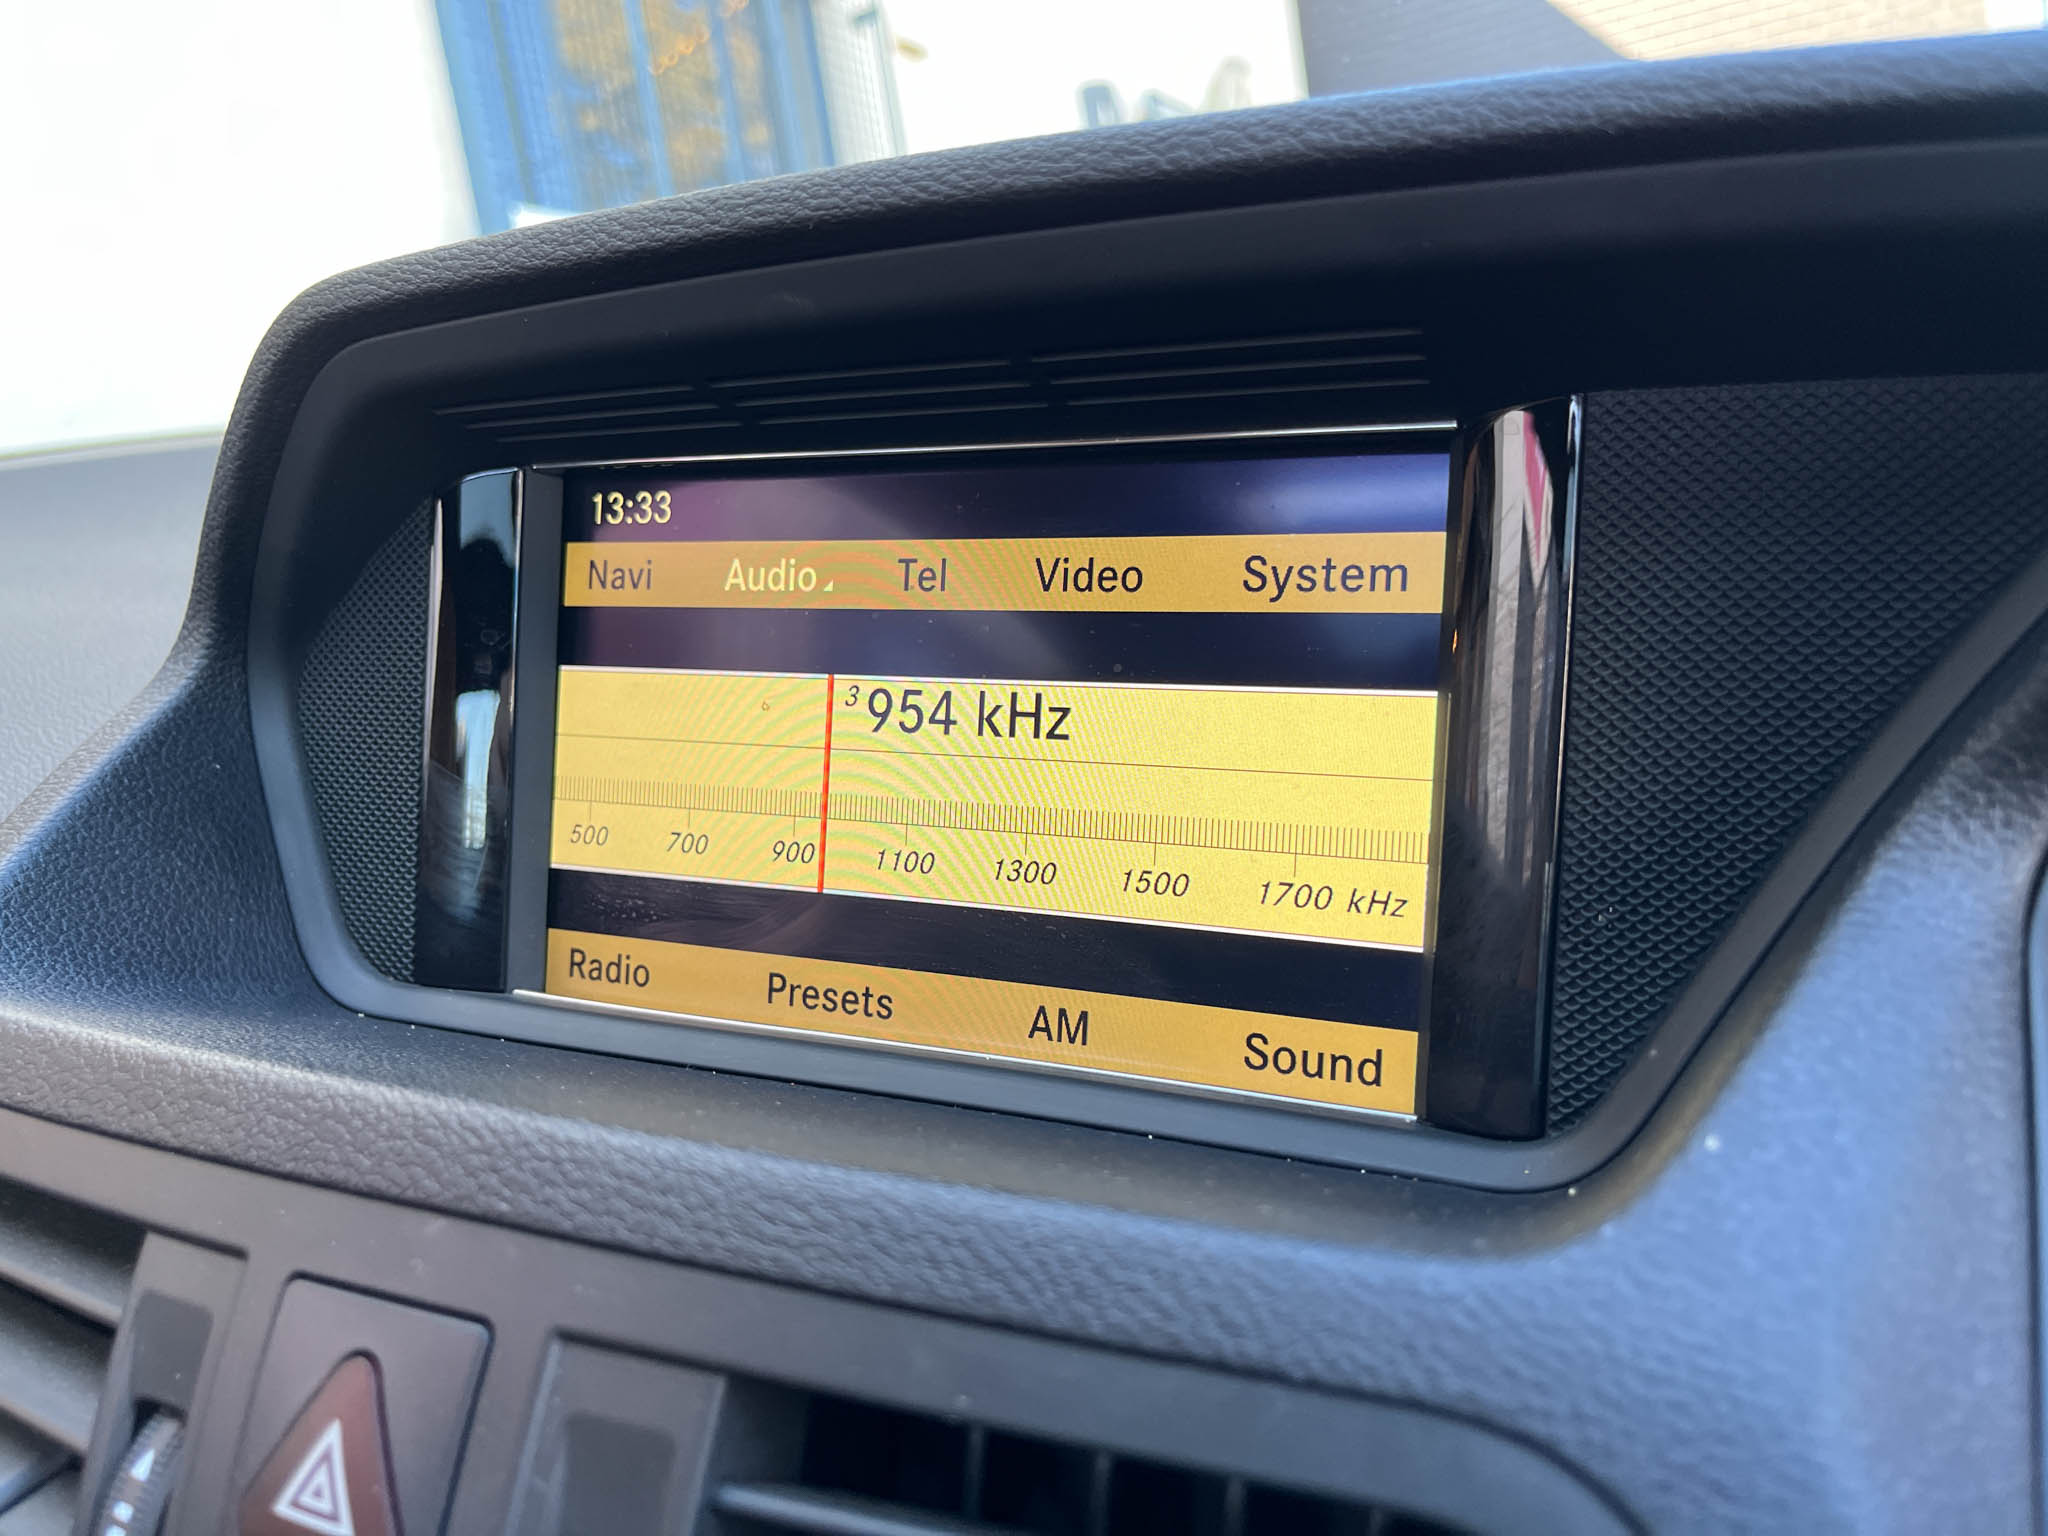 13:33
Navi Audio Tel Video System
3 954 kHz
500 700 900 1100 1300 1500 1700 kHz
Radio Presets AM Sound